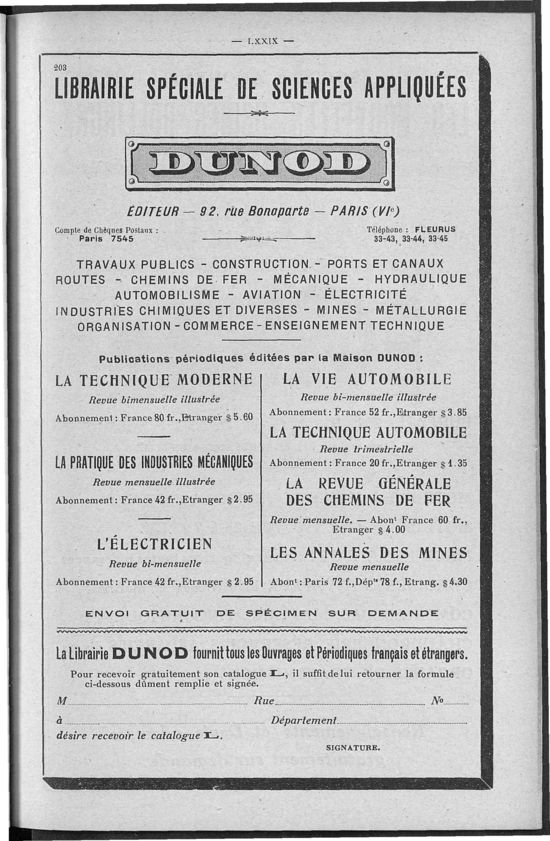 — LXXIX —
203
LIBRAIRIE SPÉCIALE DE SCIENCES APPLIQUÉES
DUNOD
ÉDITEUR — 92, rue Bonaparte — PARIS (VIe)
Compte de Chèques Postaux :
Paris 7545
Téléphone : FLEURUS
33-43, 33-44, 33-45
TRAVAUX PUBLICS - CONSTRUCTION - PORTS ET CANAUX
ROUTES - CHEMINS DE FER - MÉCANIQUE - HYDRAULIQUE
AUTOMOBILISME - AVIATION - ÉLECTRICITÉ
INDUSTRIES CHIMIQUES ET DIVERSES - MINES - MÉTALLURGIE
ORGANISATION - COMMERCE - ENSEIGNEMENT TECHNIQUE
Publications périodiques éditées par la Maison DUNOD :
LA TECHNIQUE MODERNE
Revue bimensuelle illustrée
Abonnement : France 80 fr., Etranger $ 5.60
LA PRATIQUE DES INDUSTRIES MÉCANIQUES
Revue mensuelle illustrée
Abonnement : France 42 fr., Etranger $ 2.95
L'ÉLECTRICIEN
Revue bi-mensuelle
Abonnement : France 42 fr., Etranger $ 2.95
LA VIE AUTOMOBILE
Revue bi-mensuelle illustrée
Abonnement : France 52 fr., Etranger $ 3.85
LA TECHNIQUE AUTOMOBILE
Revue trimestrielle
Abonnement : France 20 fr., Etranger $ 1.35
LA REVUE GÉNÉRALE
DES CHEMINS DE FER
Revue mensuelle. — Abont France 60 fr.,
Etranger $ 4.00
LES ANNALES DES MINES
Revue mensuelle
Abont : Paris 72 f., Dépts 78 f., Etrang. $ 4.30
ENVOI GRATUIT DE SPÉCIMEN SUR DEMANDE
La Librairie DUNOD fournit tous les Ouvrages et Périodiques français et étrangers.
Pour recevoir gratuitement son catalogue L, il suffit de lui retourner la formule
ci-dessous dûment remplie et signée.
M Rue No
à Département
désire recevoir le catalogue L.
SIGNATURE.